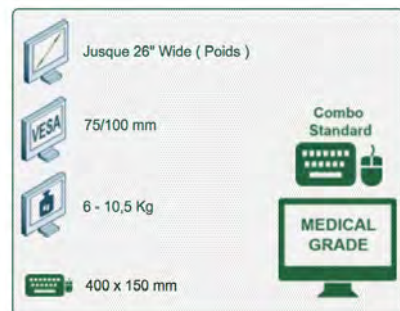 Jusque 26" Wide ( Poids )
VESA
75/100 mm
Kg
6 - 10,5 Kg
400 x 150 mm
Combo
Standard
MEDICAL
GRADE